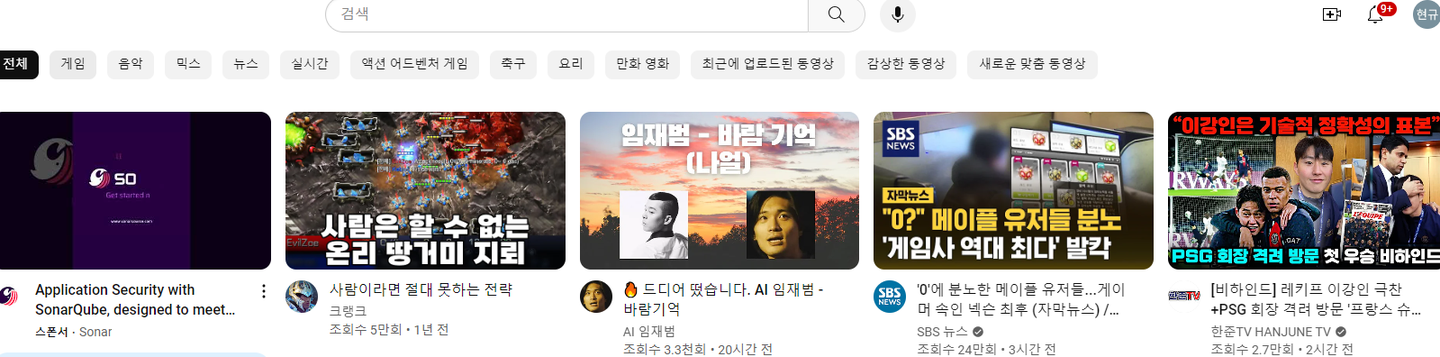 검색
9+
현규
전체 게임 음악 믹스 뉴스 실시간 액션 어드벤처 게임 축구 요리 만화 영화 최근에 업로드된 동영상 감상한 동영상 새로운 맞춤 동영상
SO
Get started n
사람은 할 수 없는
온리 땅거미 지뢰
EvilZoe
임재범 - 바람 기억
(나얼)
SBS
NEWS
자막뉴스
"0?" 메이플 유저들 분노
'게임사 역대 최다' 발칵
"이강인은 기술적 정확성의 표본"
L'EQUIPE
PSG 회장 격려 방문 첫 우승 비하인드
Application Security with
SonarQube, designed to meet...
스폰서 · Sonar
사람이라면 절대 못하는 전략
크랭크
조회수 5만회 • 1년 전
🔥 드디어 떴습니다. AI 임재범 -
바람기억
AI 임재범
조회수 3.3천회 • 20시간 전
'0'에 분노한 메이플 유저들...게이
머 속인 넥슨 최후 (자막뉴스) /...
SBS 뉴스
조회수 24만회 • 3시간 전
[비하인드] 레키프 이강인 극찬
+PSG 회장 격려 방문 '프랑스 슈...
한준TV HANJUNE TV
조회수 2.7만회 • 2시간 전